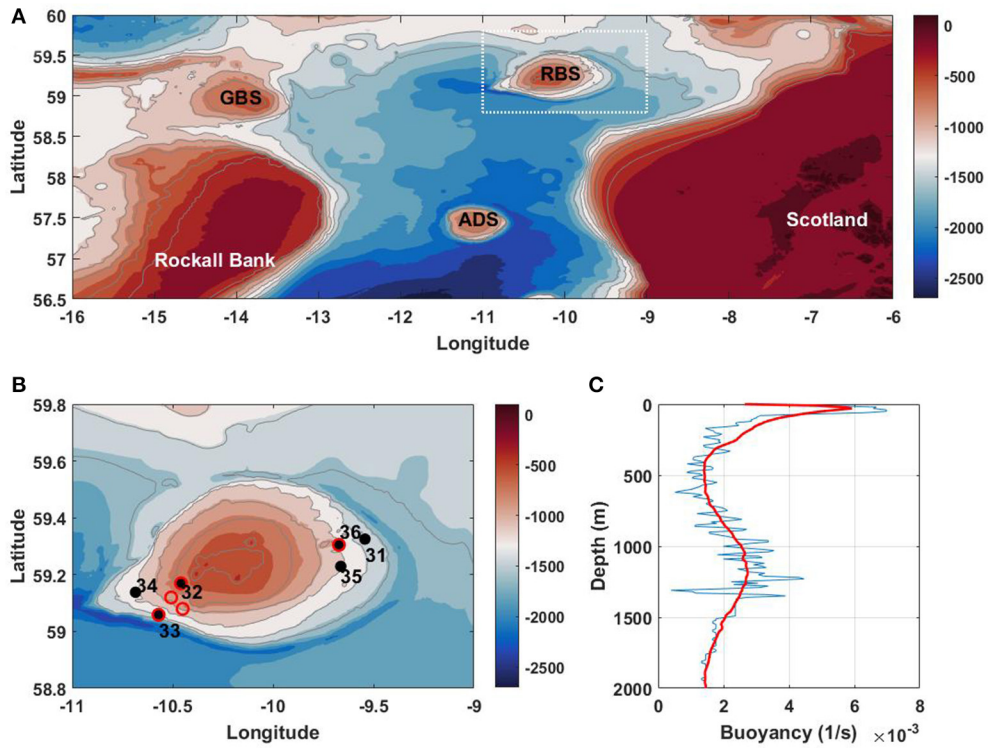 A
60
59.5
59
58.5
58
57.5
57
56.5
Latitude
-16 -15 -14 -13 -12 -11 -10 -9 -8 -7 -6
Longitude
GBS
RBS
ADS
Rockall Bank
Scotland
0
-500
-1000
-1500
-2000
-2500
B
59.8
59.6
59.4
59.2
59
58.8
Latitude
-11 -10.5 -10 -9.5 -9
Longitude
36
31
35
34
32
33
0
-500
-1000
-1500
-2000
-2500
C
0
500
1000
1500
2000
Depth (m)
0 2 4 6 8
Buoyancy (1/s) ×10-3